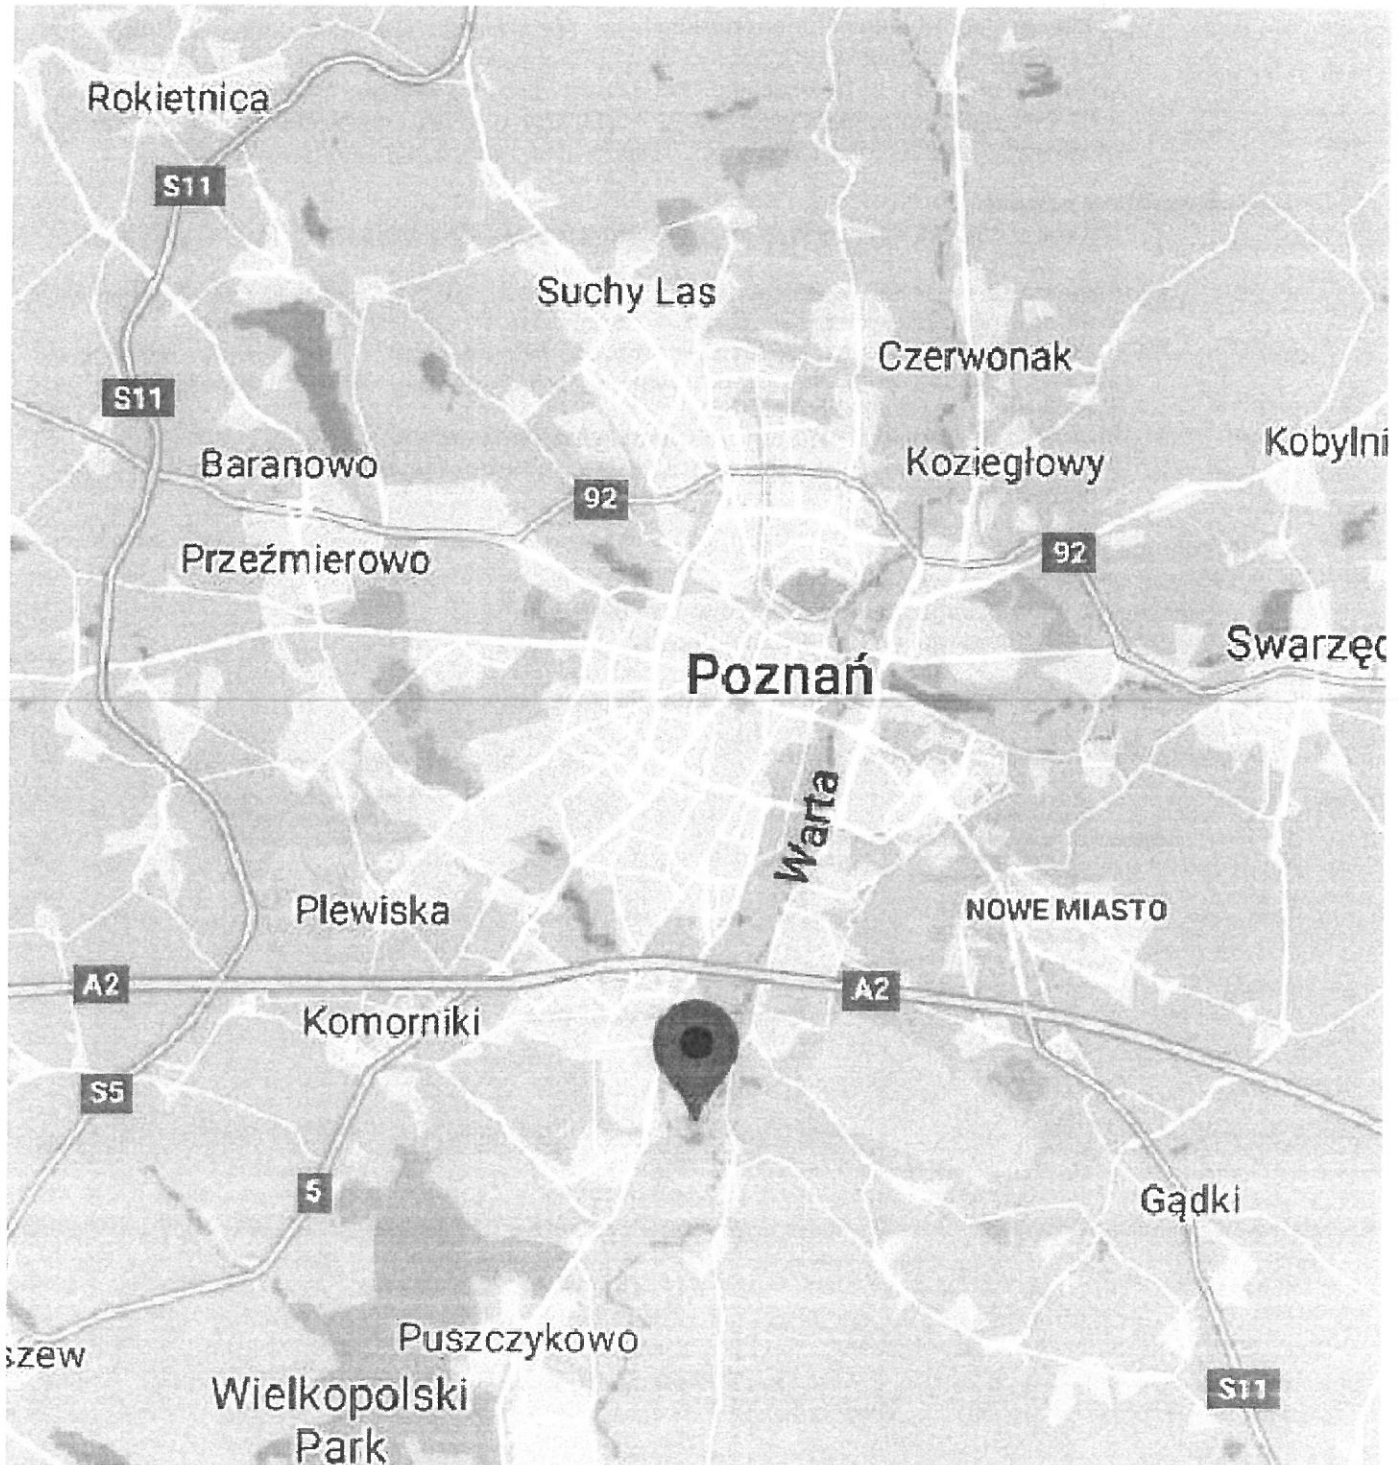 Rokietnica
S11
Suchy Las
Czerwonak
S11
Kobylni
Baranowo
Koziegłowy
92
92
Przeźmierowo
Swarzęd
Poznań
Warta
Plewiska
NOWE MIASTO
A2
A2
Komorniki
S5
5
Gądki
Puszczykowo
szew
S11
Wielkopolski
Park